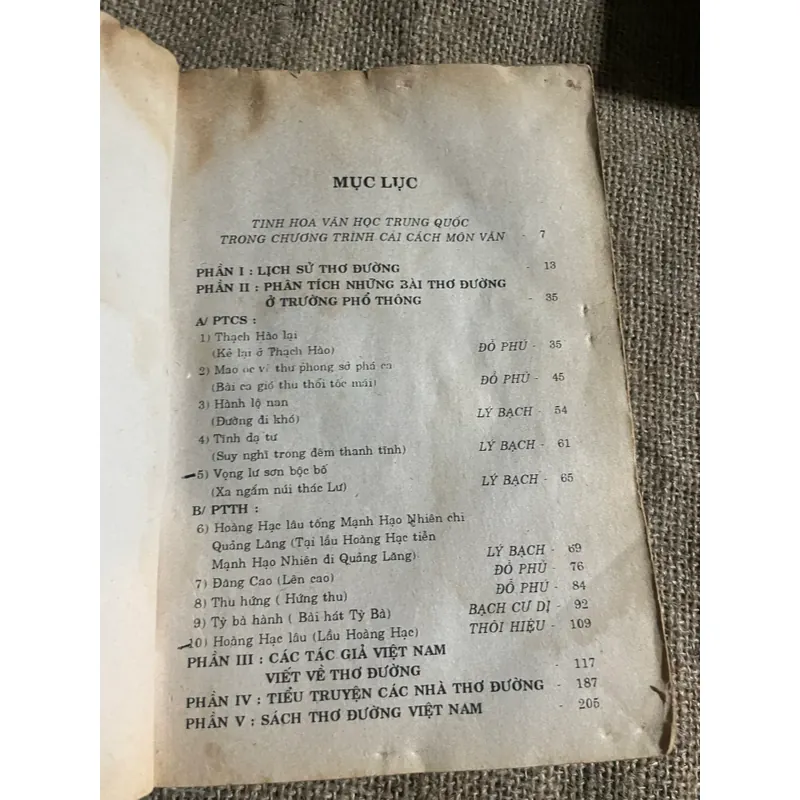 MỤC LỤC
TINH HOA VĂN HỌC TRUNG QUỐC
TRONG CHƯƠNG TRÌNH CẢI CÁCH MÔN VĂN - 7
PHẦN I : LỊCH SỬ THƠ ĐƯỜNG - 13
PHẦN II : PHÂN TÍCH NHỮNG BÀI THƠ ĐƯỜNG
Ở TRƯỜNG PHỔ THÔNG - 35
A/ PTCS :
1) Thạch Hào lại
(Kẻ lại ở Thạch Hào) ĐỖ PHỦ - 35
2) Mao ốc vị thu phong sở phá ca
(Bài ca gió thu thổi tốc mái) ĐỖ PHỦ - 45
3) Hành lộ nan
(Đường đi khó) LÝ BẠCH - 54
4) Tĩnh dạ tư
(Suy nghĩ trong đêm thanh tĩnh) LÝ BẠCH - 61
5) Vọng lư sơn bộc bố
(Xa ngắm núi thác Lư) LÝ BẠCH - 65
B/ PTTH :
6) Hoàng Hạc lâu tống Mạnh Hạo Nhiên chi
Quảng Lăng (Tại lầu Hoàng Hạc tiễn
Mạnh Hạo Nhiên đi Quảng Lăng) LÝ BẠCH - 69
7) Đăng Cao (Lên cao) ĐỖ PHỦ - 76
8) Thu hứng ( Hứng thu) ĐỖ PHỦ - 84
9) Tỳ bà hành ( Bài hát Tỳ Bà) BẠCH CƯ DỊ - 92
10) Hoàng Hạc lâu (Lầu Hoàng Hạc) THÔI HIỆU - 109
PHẦN III : CÁC TÁC GIẢ VIỆT NAM
VIẾT VỀ THƠ ĐƯỜNG - 117
PHẦN IV : TIỂU TRUYỆN CÁC NHÀ THƠ ĐƯỜNG - 187
PHẦN V : SÁCH THƠ ĐƯỜNG VIỆT NAM - 205